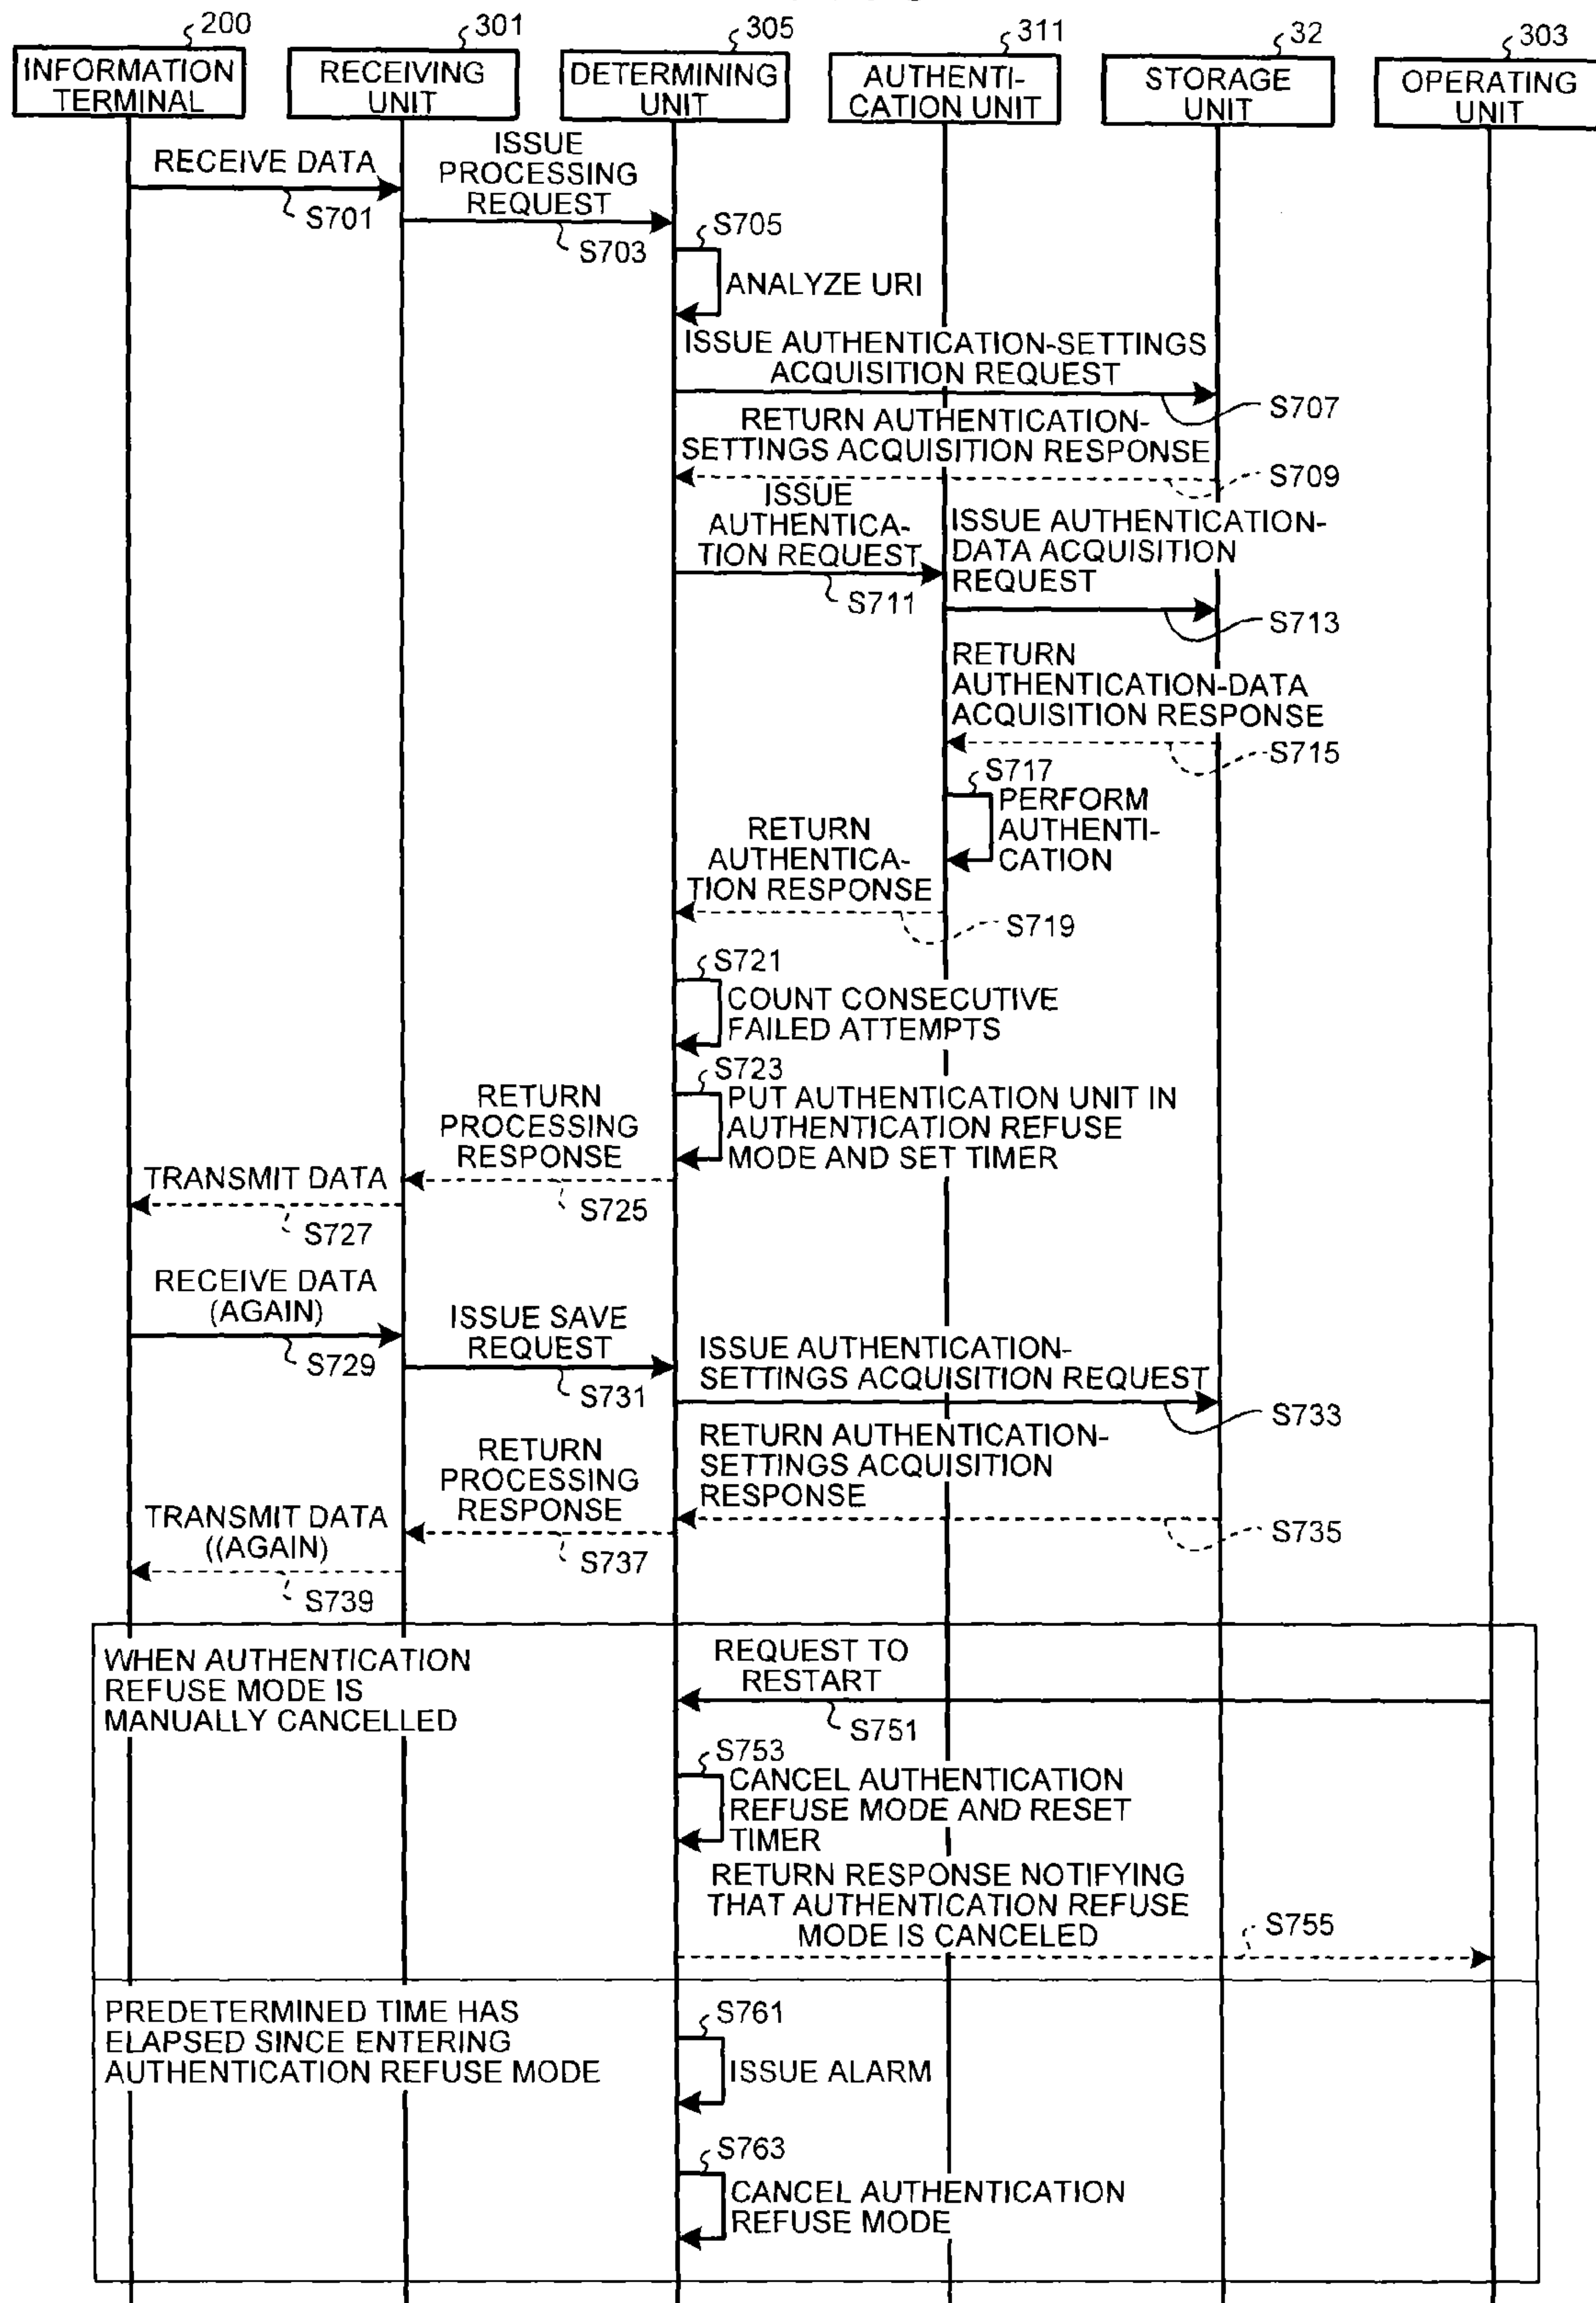 200
301
305
311
32
303
INFORMATION
TERMINAL
RECEIVING
UNIT
DETERMINING
UNIT
AUTHENTI-
CATION UNIT
STORAGE
UNIT
OPERATING
UNIT
RECEIVE DATA
S701
ISSUE
PROCESSING
REQUEST
S703
S705
ANALYZE URI
ISSUE AUTHENTICATION-SETTINGS
ACQUISITION REQUEST
S707
RETURN AUTHENTICATION-
SETTINGS ACQUISITION RESPONSE
S709
ISSUE
AUTHENTICA-
TION REQUEST
S711
ISSUE AUTHENTICATION-
DATA ACQUISITION
REQUEST
S713
RETURN
AUTHENTICATION-DATA
ACQUISITION RESPONSE
S715
S717
PERFORM
AUTHENTI-
CATION
RETURN
AUTHENTICA-
TION RESPONSE
S719
S721
COUNT CONSECUTIVE
FAILED ATTEMPTS
S723
PUT AUTHENTICATION UNIT IN
AUTHENTICATION REFUSE
MODE AND SET TIMER
RETURN
PROCESSING
RESPONSE
S725
TRANSMIT DATA
S727
RECEIVE DATA
(AGAIN)
S729
ISSUE SAVE
REQUEST
S731
ISSUE AUTHENTICATION-
SETTINGS ACQUISITION REQUEST
S733
RETURN AUTHENTICATION-
SETTINGS ACQUISITION
RESPONSE
S735
RETURN
PROCESSING
RESPONSE
S737
TRANSMIT DATA
((AGAIN)
S739
WHEN AUTHENTICATION
REFUSE MODE IS
MANUALLY CANCELLED
REQUEST TO
RESTART
S751
S753
CANCEL AUTHENTICATION
REFUSE MODE AND RESET
TIMER
RETURN RESPONSE NOTIFYING
THAT AUTHENTICATION REFUSE
MODE IS CANCELED
S755
PREDETERMINED TIME HAS
ELAPSED SINCE ENTERING
AUTHENTICATION REFUSE MODE
S761
ISSUE ALARM
S763
CANCEL AUTHENTICATION
REFUSE MODE